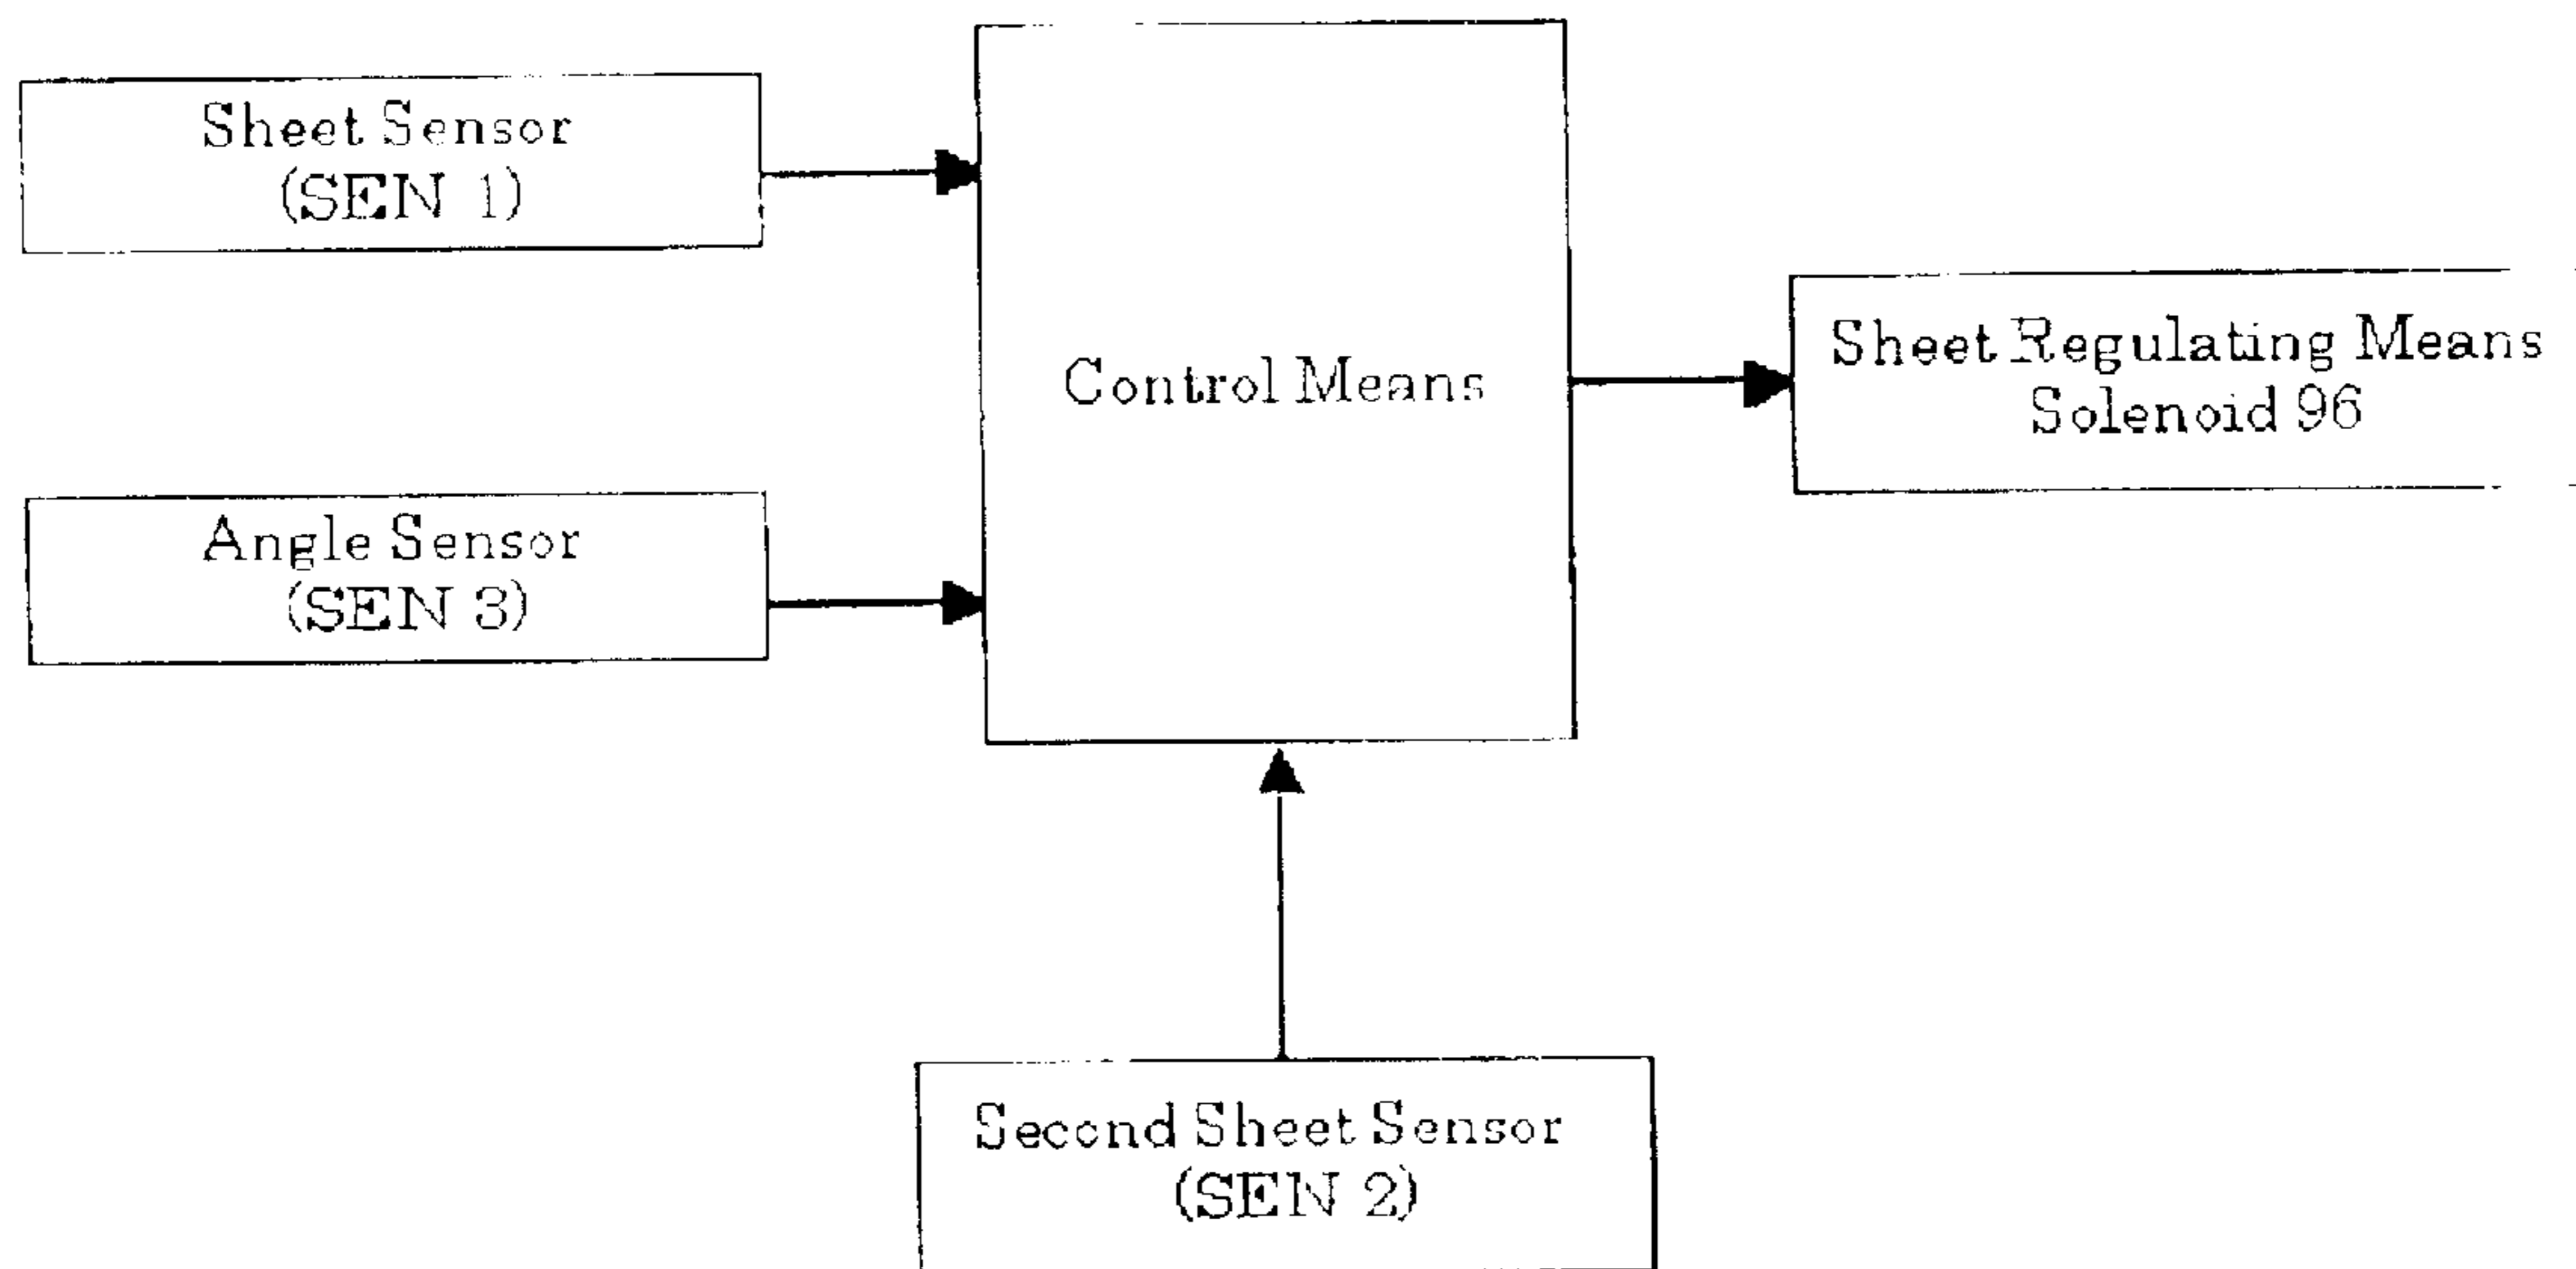 Sheet Sensor
(SEN 1)
Control Means
Sheet Regulating Means
Solenoid 96
Angle Sensor
(SEN 3)
Second Sheet Sensor
(SEN 2)